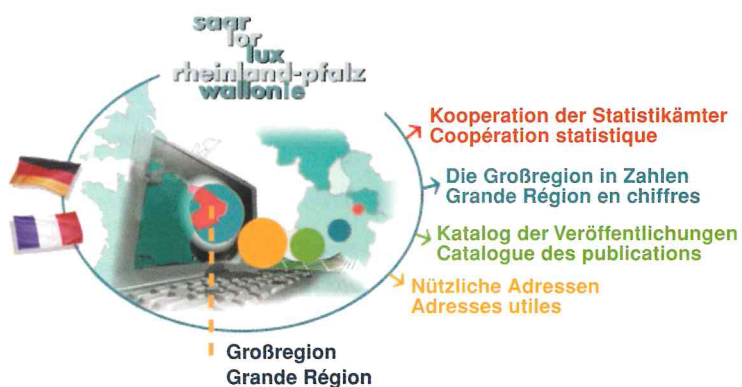 saar
lor
lux
rheinland-pfalz
wallonie
Kooperation der Statistikämter
Coopération statistique
Die Großregion in Zahlen
Grande Région en chiffres
Katalog der Veröffentlichungen
Catalogue des publications
Nützliche Adressen
Adresses utiles
Großregion
Grande Région